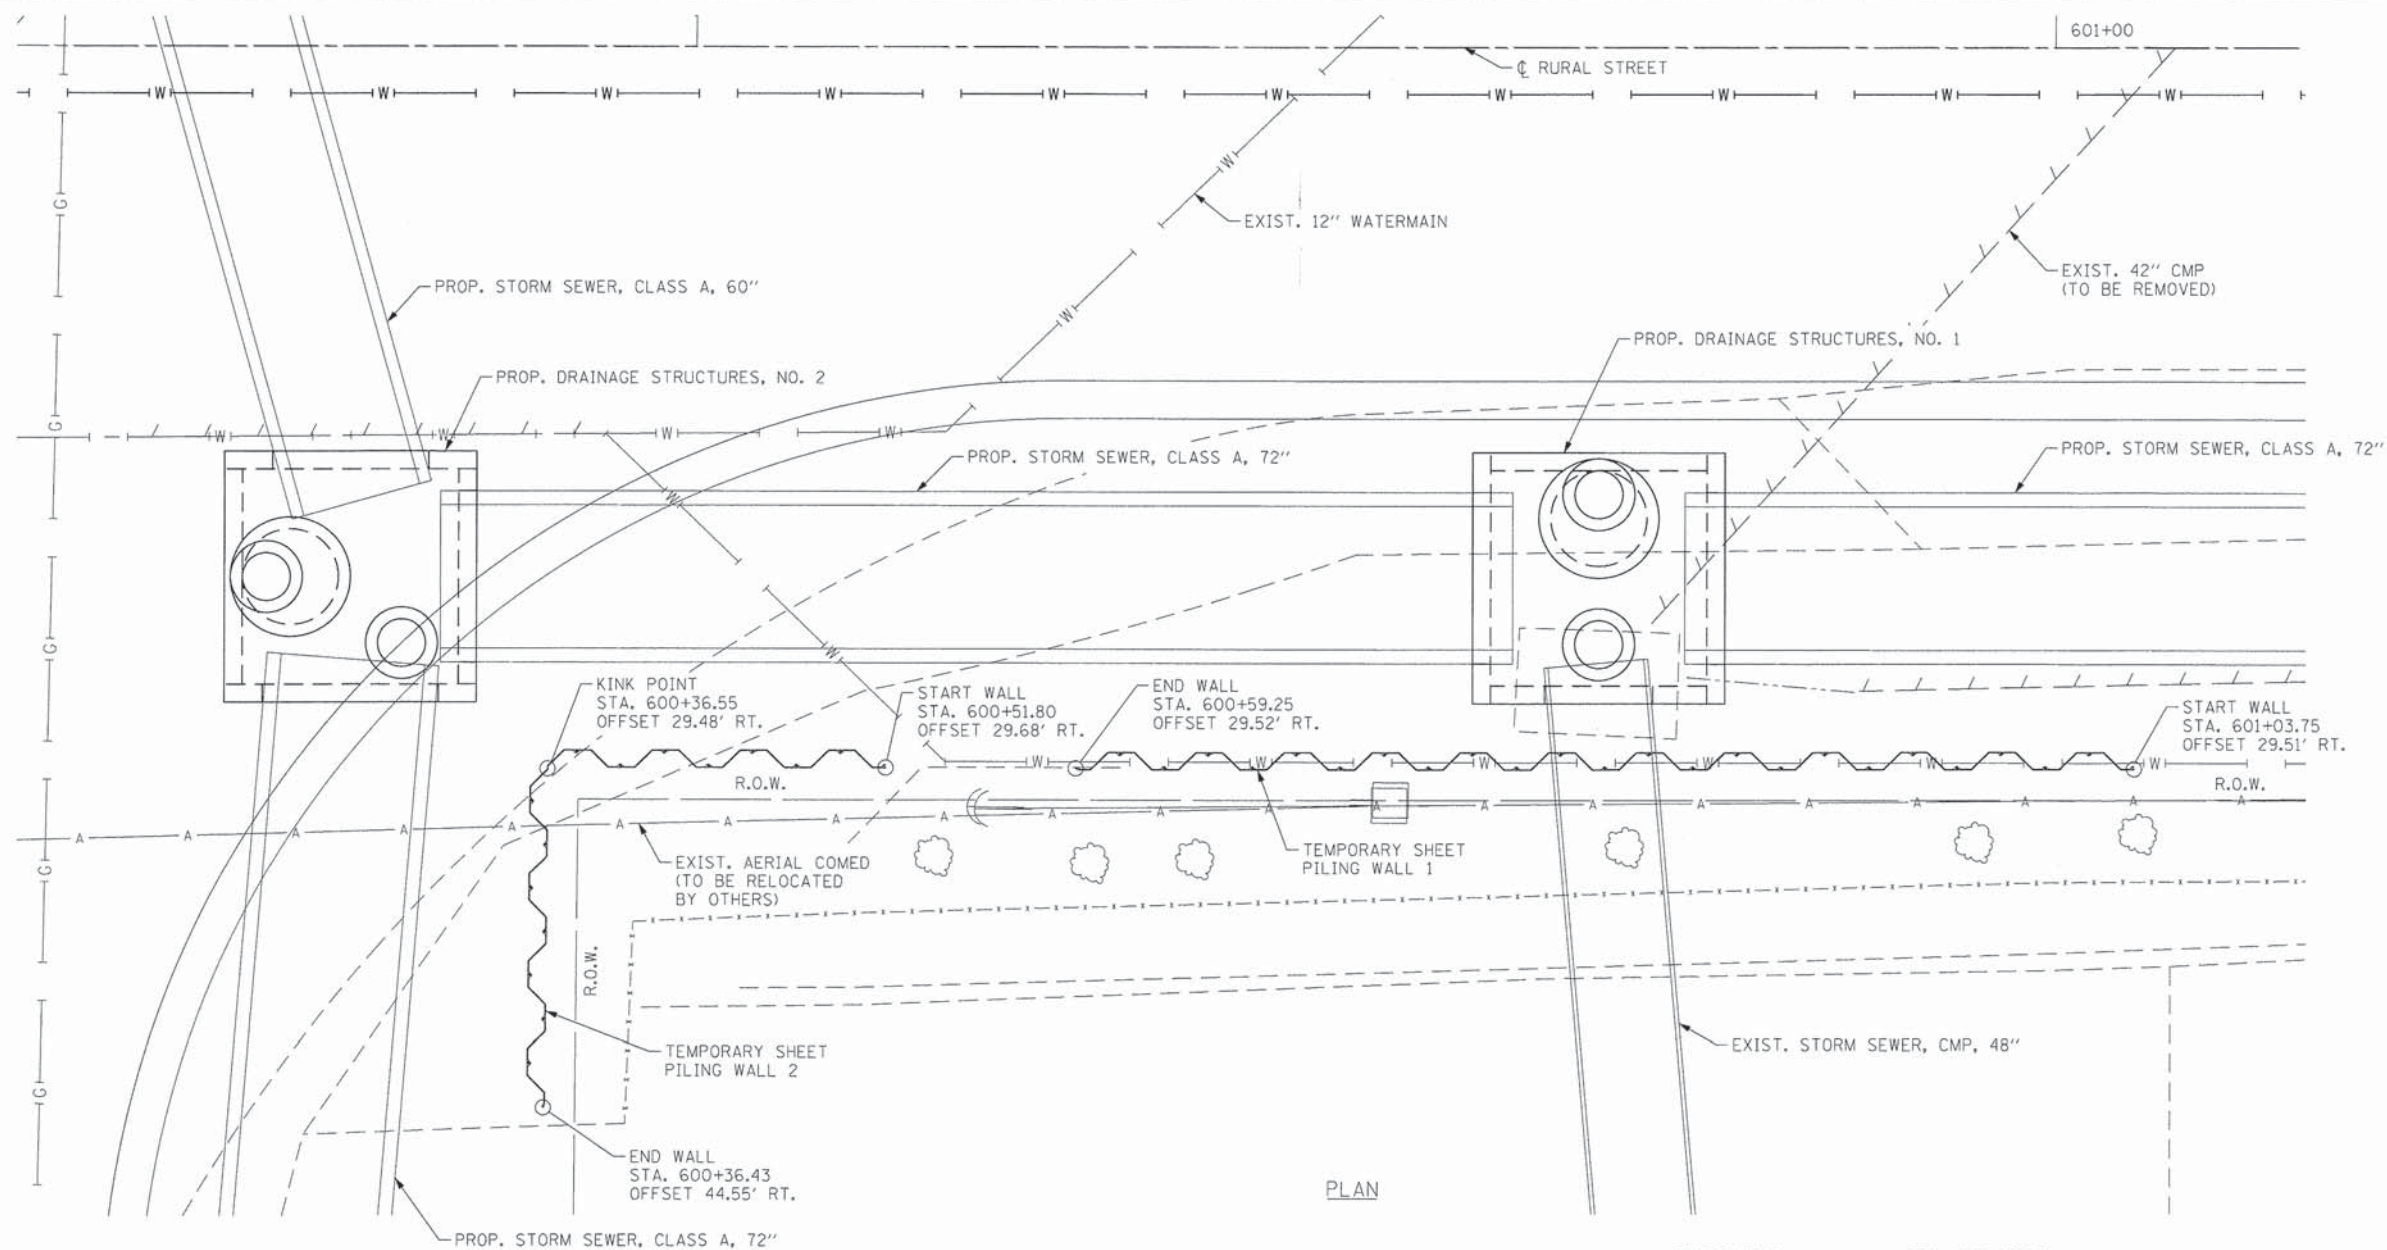 601+00
℄ RURAL STREET
EXIST. 12" WATERMAIN
EXIST. 42" CMP
(TO BE REMOVED)
PROP. STORM SEWER, CLASS A, 60"
PROP. DRAINAGE STRUCTURES, NO. 1
PROP. DRAINAGE STRUCTURES, NO. 2
PROP. STORM SEWER, CLASS A, 72"
PROP. STORM SEWER, CLASS A, 72"
KINK POINT
STA. 600+36.55
OFFSET 29.48' RT.
START WALL
STA. 600+51.80
OFFSET 29.68' RT.
END WALL
STA. 600+59.25
OFFSET 29.52' RT.
START WALL
STA. 601+03.75
OFFSET 29.51' RT.
R.O.W.
R.O.W.
EXIST. AERIAL COMED
(TO BE RELOCATED
BY OTHERS)
TEMPORARY SHEET
PILING WALL 1
R.O.W.
TEMPORARY SHEET
PILING WALL 2
EXIST. STORM SEWER, CMP, 48"
END WALL
STA. 600+36.43
OFFSET 44.55' RT.
PLAN
PROP. STORM SEWER, CLASS A, 72"